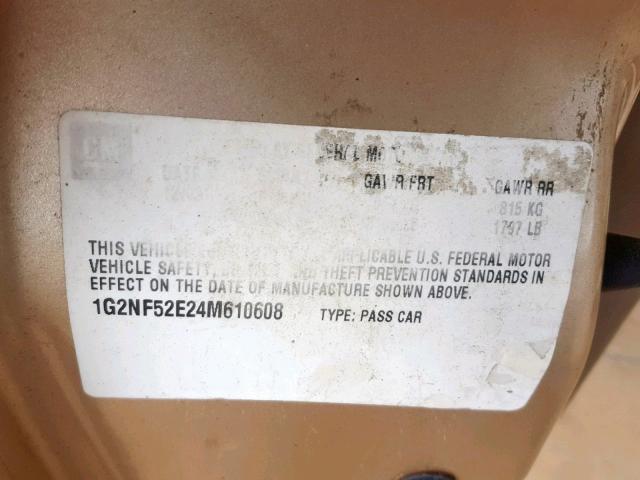 GM
GAWR FRT GAWR RR
815 KG
1797 LB
THIS VEHICLE APPLICABLE U.S. FEDERAL MOTOR
VEHICLE SAFETY, THEFT PREVENTION STANDARDS IN
EFFECT ON THE DATE OF MANUFACTURE SHOWN ABOVE.
1G2NF52E24M610608 TYPE: PASS CAR